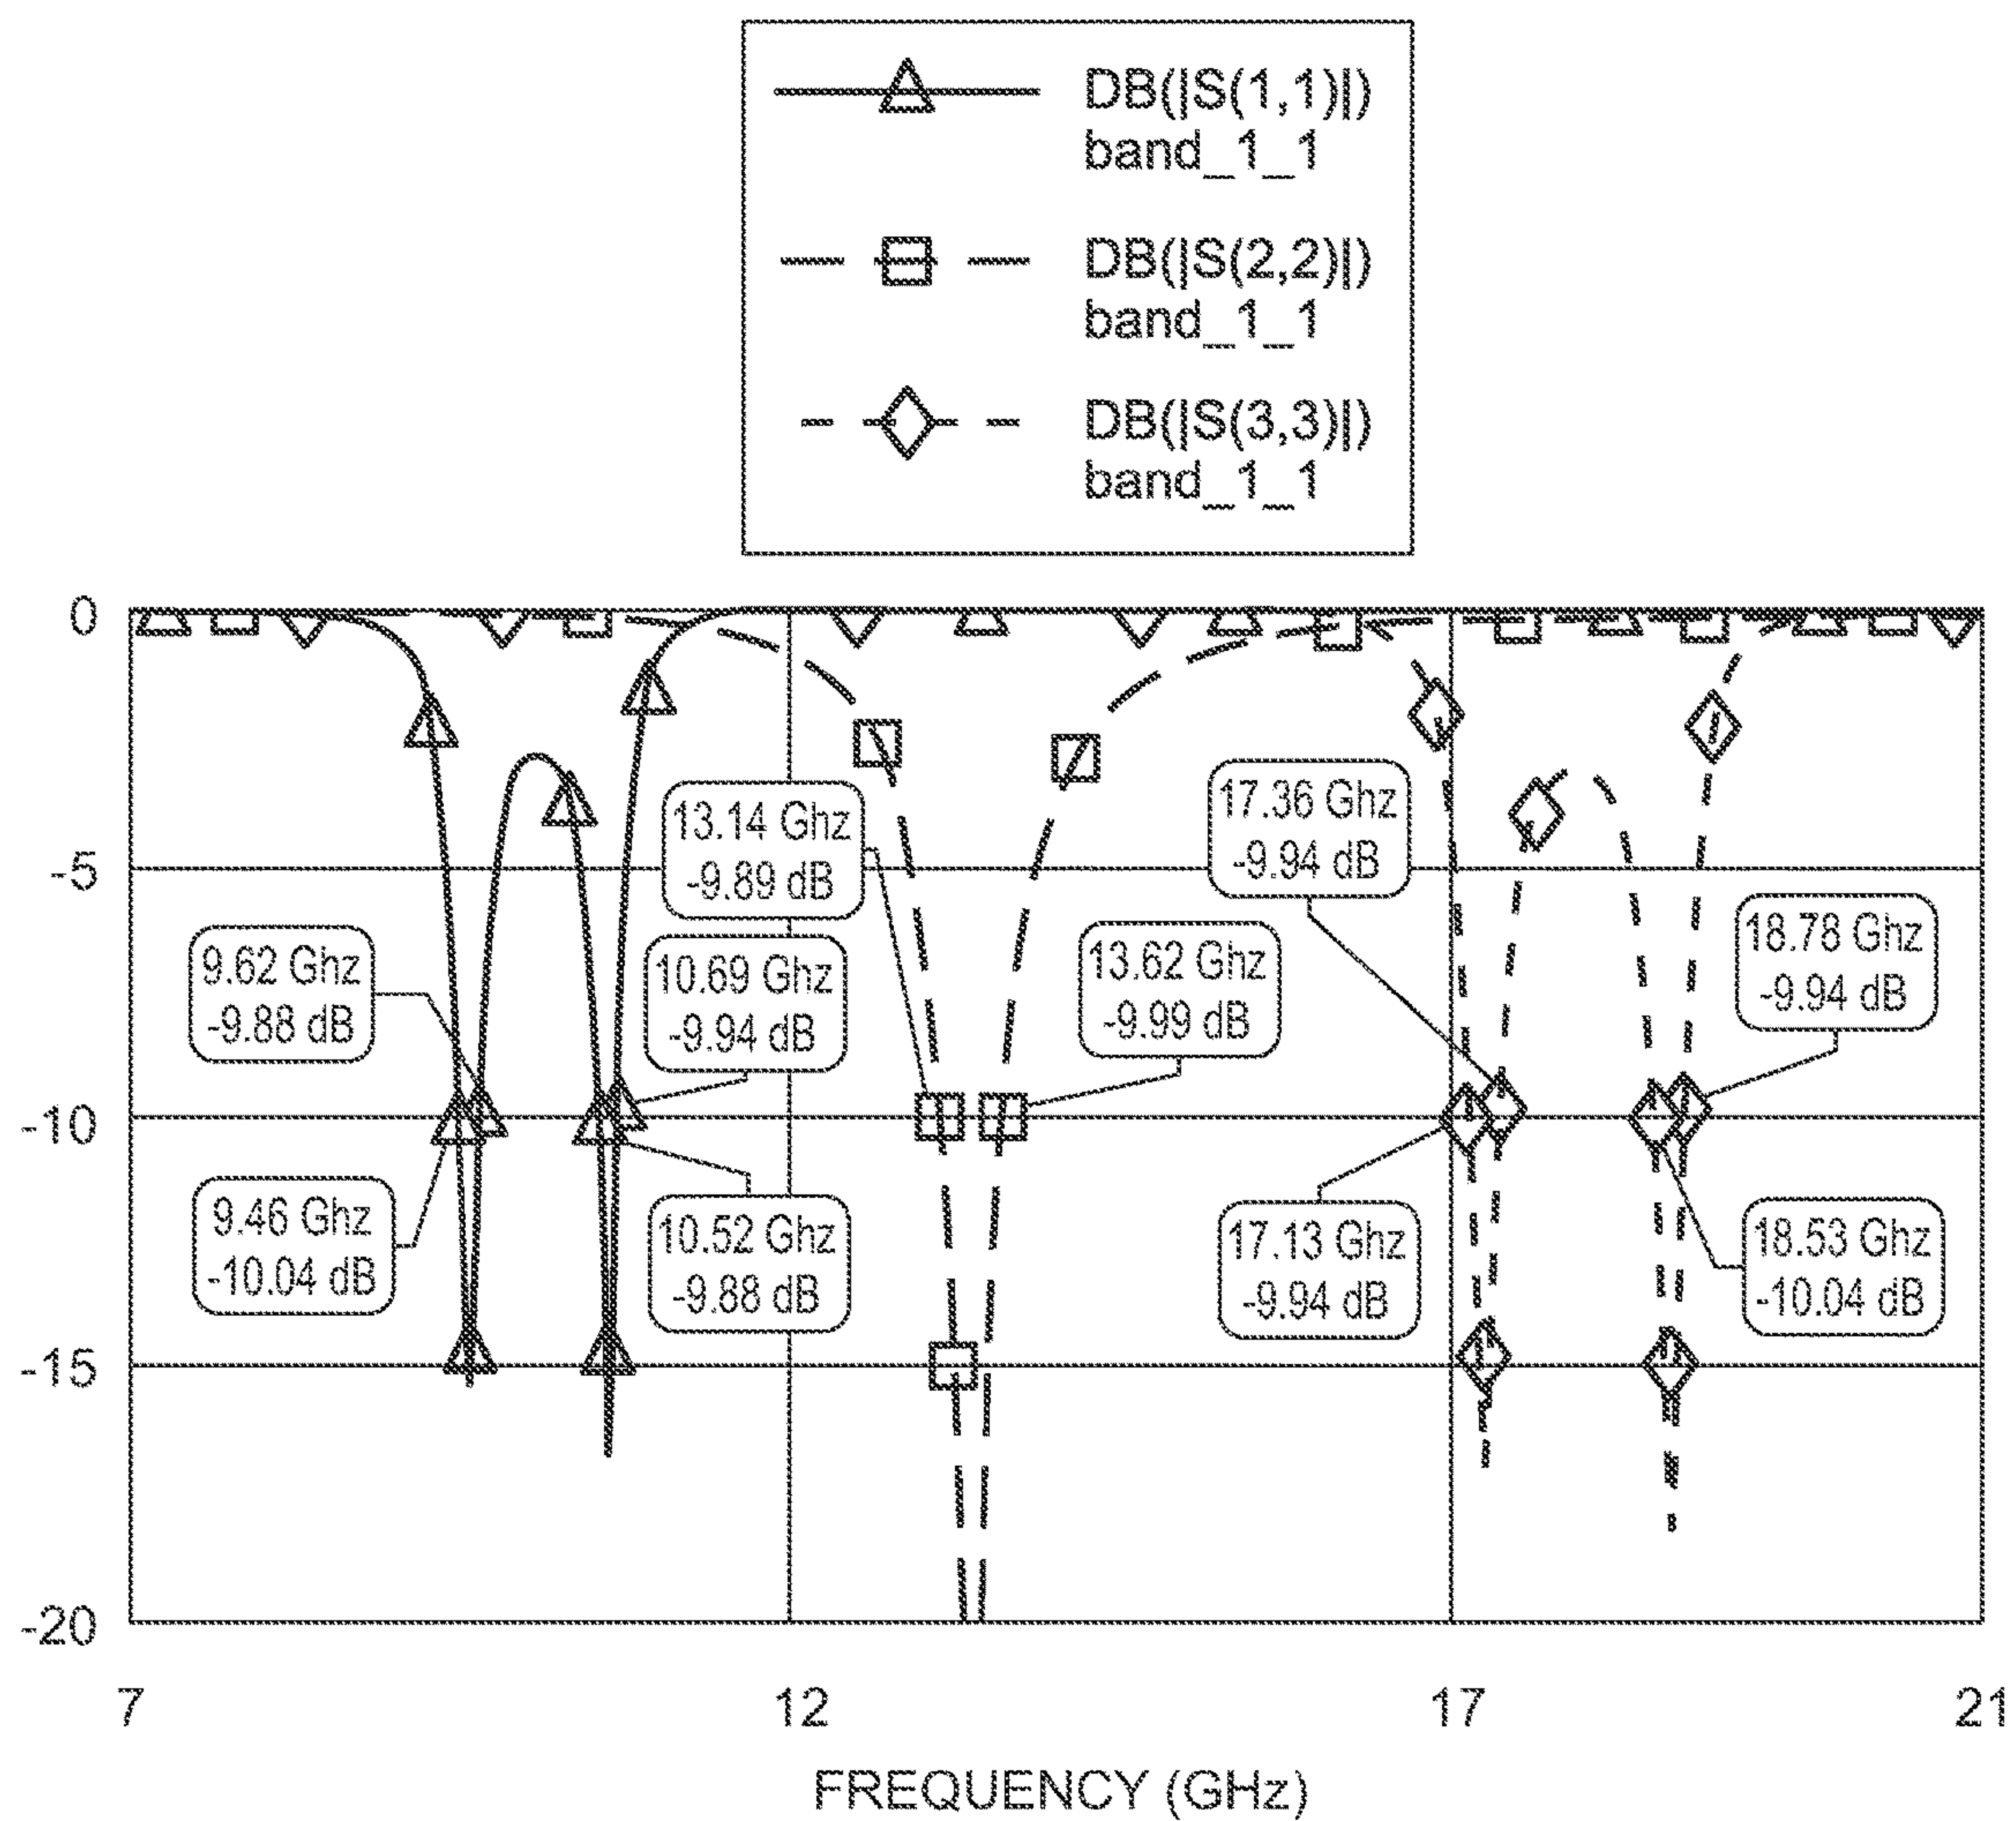 DB(|S(1,1)|)
band_1_1
DB(|S(2,2)|)
band_1_1
DB(|S(3,3)|)
band_1_1
0
-5
-10
-15
-20
13.14 Ghz
-9.89 dB
17.36 Ghz
-9.94 dB
9.62 Ghz
-9.88 dB
10.69 Ghz
-9.94 dB
13.62 Ghz
-9.99 dB
18.78 Ghz
-9.94 dB
9.46 Ghz
-10.04 dB
10.52 Ghz
-9.88 dB
17.13 Ghz
-9.94 dB
18.53 Ghz
-10.04 dB
7
12
17
21
FREQUENCY (GHz)